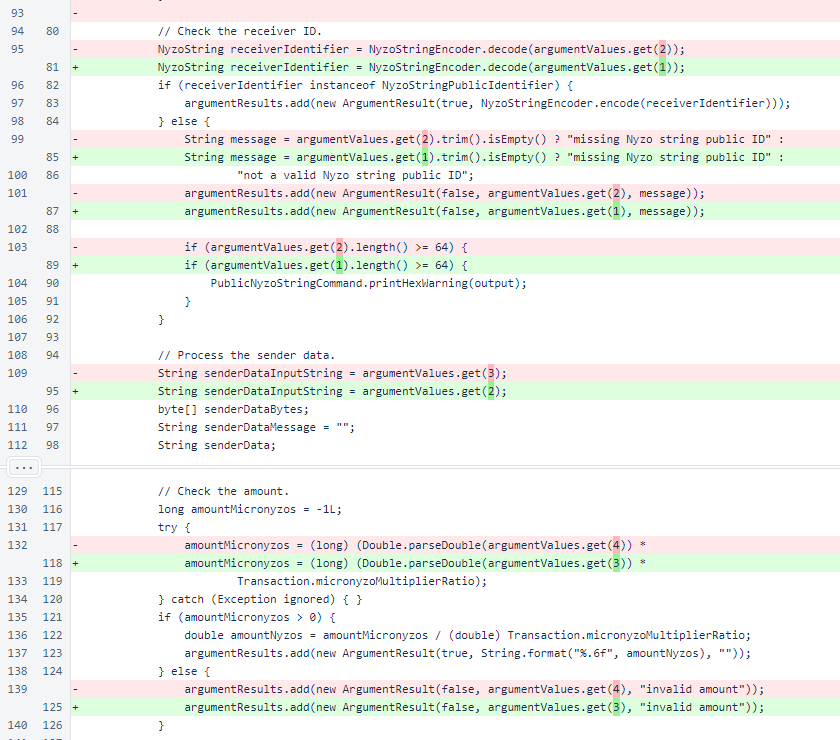 93 -
94 80 // Check the receiver ID.
95 - NyzoString receiverIdentifier = NyzoStringEncoder.decode(argumentValues.get(2));
81 + NyzoString receiverIdentifier = NyzoStringEncoder.decode(argumentValues.get(1));
96 82 if (receiverIdentifier instanceof NyzoStringPublicIdentifier) {
97 83 argumentResults.add(new ArgumentResult(true, NyzoStringEncoder.encode(receiverIdentifier)));
98 84 } else {
99 - String message = argumentValues.get(2).trim().isEmpty() ? "missing Nyzo string public ID" :
85 + String message = argumentValues.get(1).trim().isEmpty() ? "missing Nyzo string public ID" :
100 86 "not a valid Nyzo string public ID";
101 - argumentResults.add(new ArgumentResult(false, argumentValues.get(2), message));
87 + argumentResults.add(new ArgumentResult(false, argumentValues.get(1), message));
102 88
103 - if (argumentValues.get(2).length() >= 64) {
89 + if (argumentValues.get(1).length() >= 64) {
104 90 PublicNyzoStringCommand.printHexWarning(output);
105 91 }
106 92 }
107 93
108 94 // Process the sender data.
109 - String senderDataInputString = argumentValues.get(3);
95 + String senderDataInputString = argumentValues.get(2);
110 96 byte[] senderDataBytes;
111 97 String senderDataMessage = "";
112 98 String senderData;
...
129 115 // Check the amount.
130 116 long amountMicronyzos = -1L;
131 117 try {
132 - amountMicronyzos = (long) (Double.parseDouble(argumentValues.get(4)) *
118 + amountMicronyzos = (long) (Double.parseDouble(argumentValues.get(3)) *
133 119 Transaction.micronyzoMultiplierRatio);
134 120 } catch (Exception ignored) { }
135 121 if (amountMicronyzos > 0) {
136 122 double amountNyzos = amountMicronyzos / (double) Transaction.micronyzoMultiplierRatio;
137 123 argumentResults.add(new ArgumentResult(true, String.format("%.6f", amountNyzos), ""));
138 124 } else {
139 - argumentResults.add(new ArgumentResult(false, argumentValues.get(4), "invalid amount"));
125 + argumentResults.add(new ArgumentResult(false, argumentValues.get(3), "invalid amount"));
140 126 }